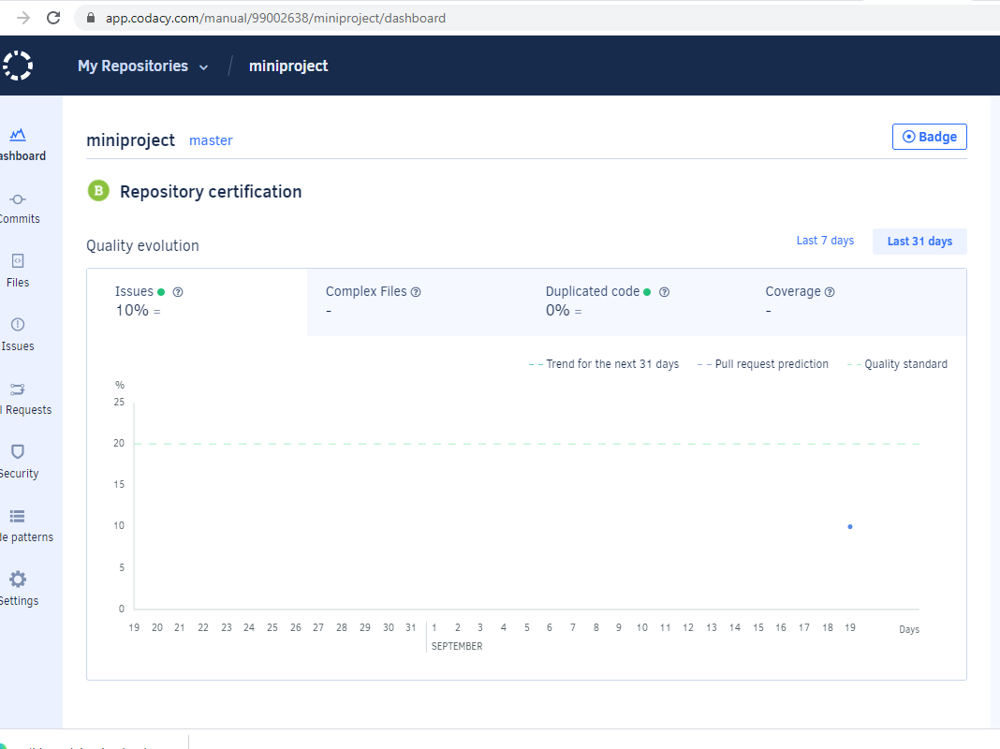 app.codacy.com/manual/99002638/miniproject/dashboard
My Repositories / miniproject
ashboard
Commits
Files
Issues
l Requests
Security
de patterns
Settings
miniproject master
Badge
B Repository certification
Quality evolution
Last 7 days Last 31 days
Issues ? Complex Files ? Duplicated code ? Coverage ?
10% = - 0% = -
Trend for the next 31 days Pull request prediction Quality standard
%
25
20
15
10
5
0
19 20 21 22 23 24 25 26 27 28 29 30 31 1 2 3 4 5 6 7 8 9 10 11 12 13 14 15 16 17 18 19 Days
SEPTEMBER